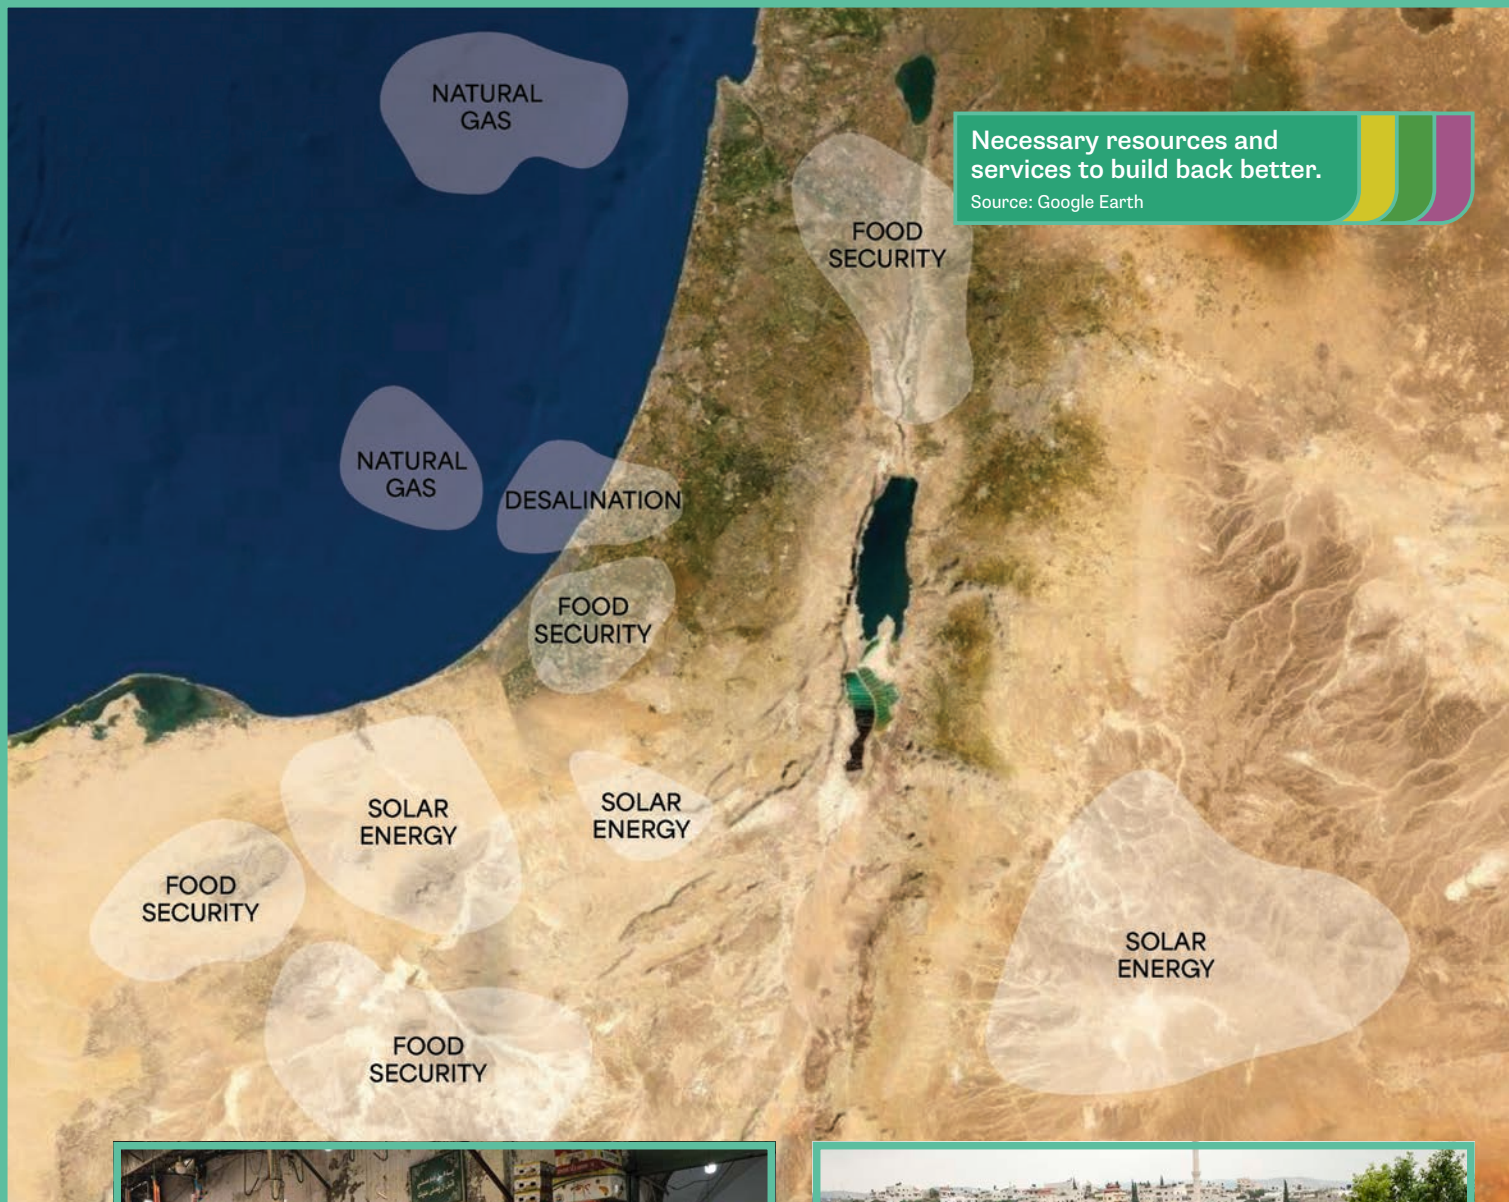 NATURAL
GAS
Necessary resources and
services to build back better.
Source: Google Earth
FOOD
SECURITY
NATURAL
GAS
DESALINATION
FOOD
SECURITY
SOLAR
ENERGY
SOLAR
ENERGY
FOOD
SECURITY
SOLAR
ENERGY
FOOD
SECURITY